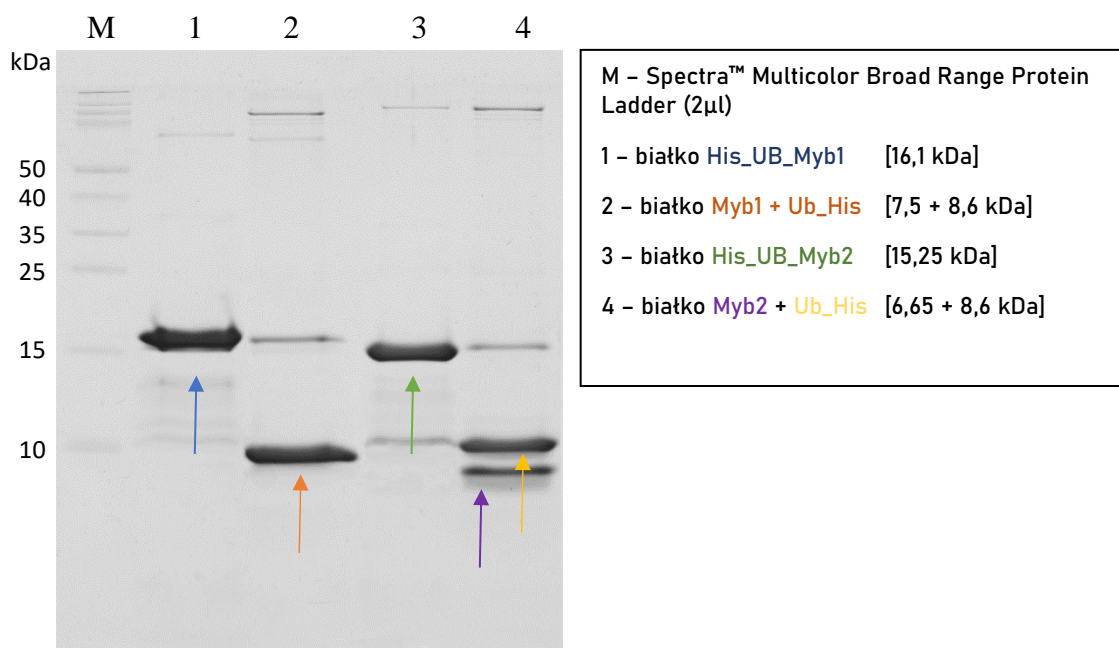 M 1 2 3 4
kDa
50
40
35
25
15
10
M – Spectra™ Multicolor Broad Range Protein
Ladder (2µl)
1 – białko His_UB_Myb1 [16,1 kDa]
2 – białko Myb1 + Ub_His [7,5 + 8,6 kDa]
3 – białko His_UB_Myb2 [15,25 kDa]
4 – białko Myb2 + Ub_His [6,65 + 8,6 kDa]